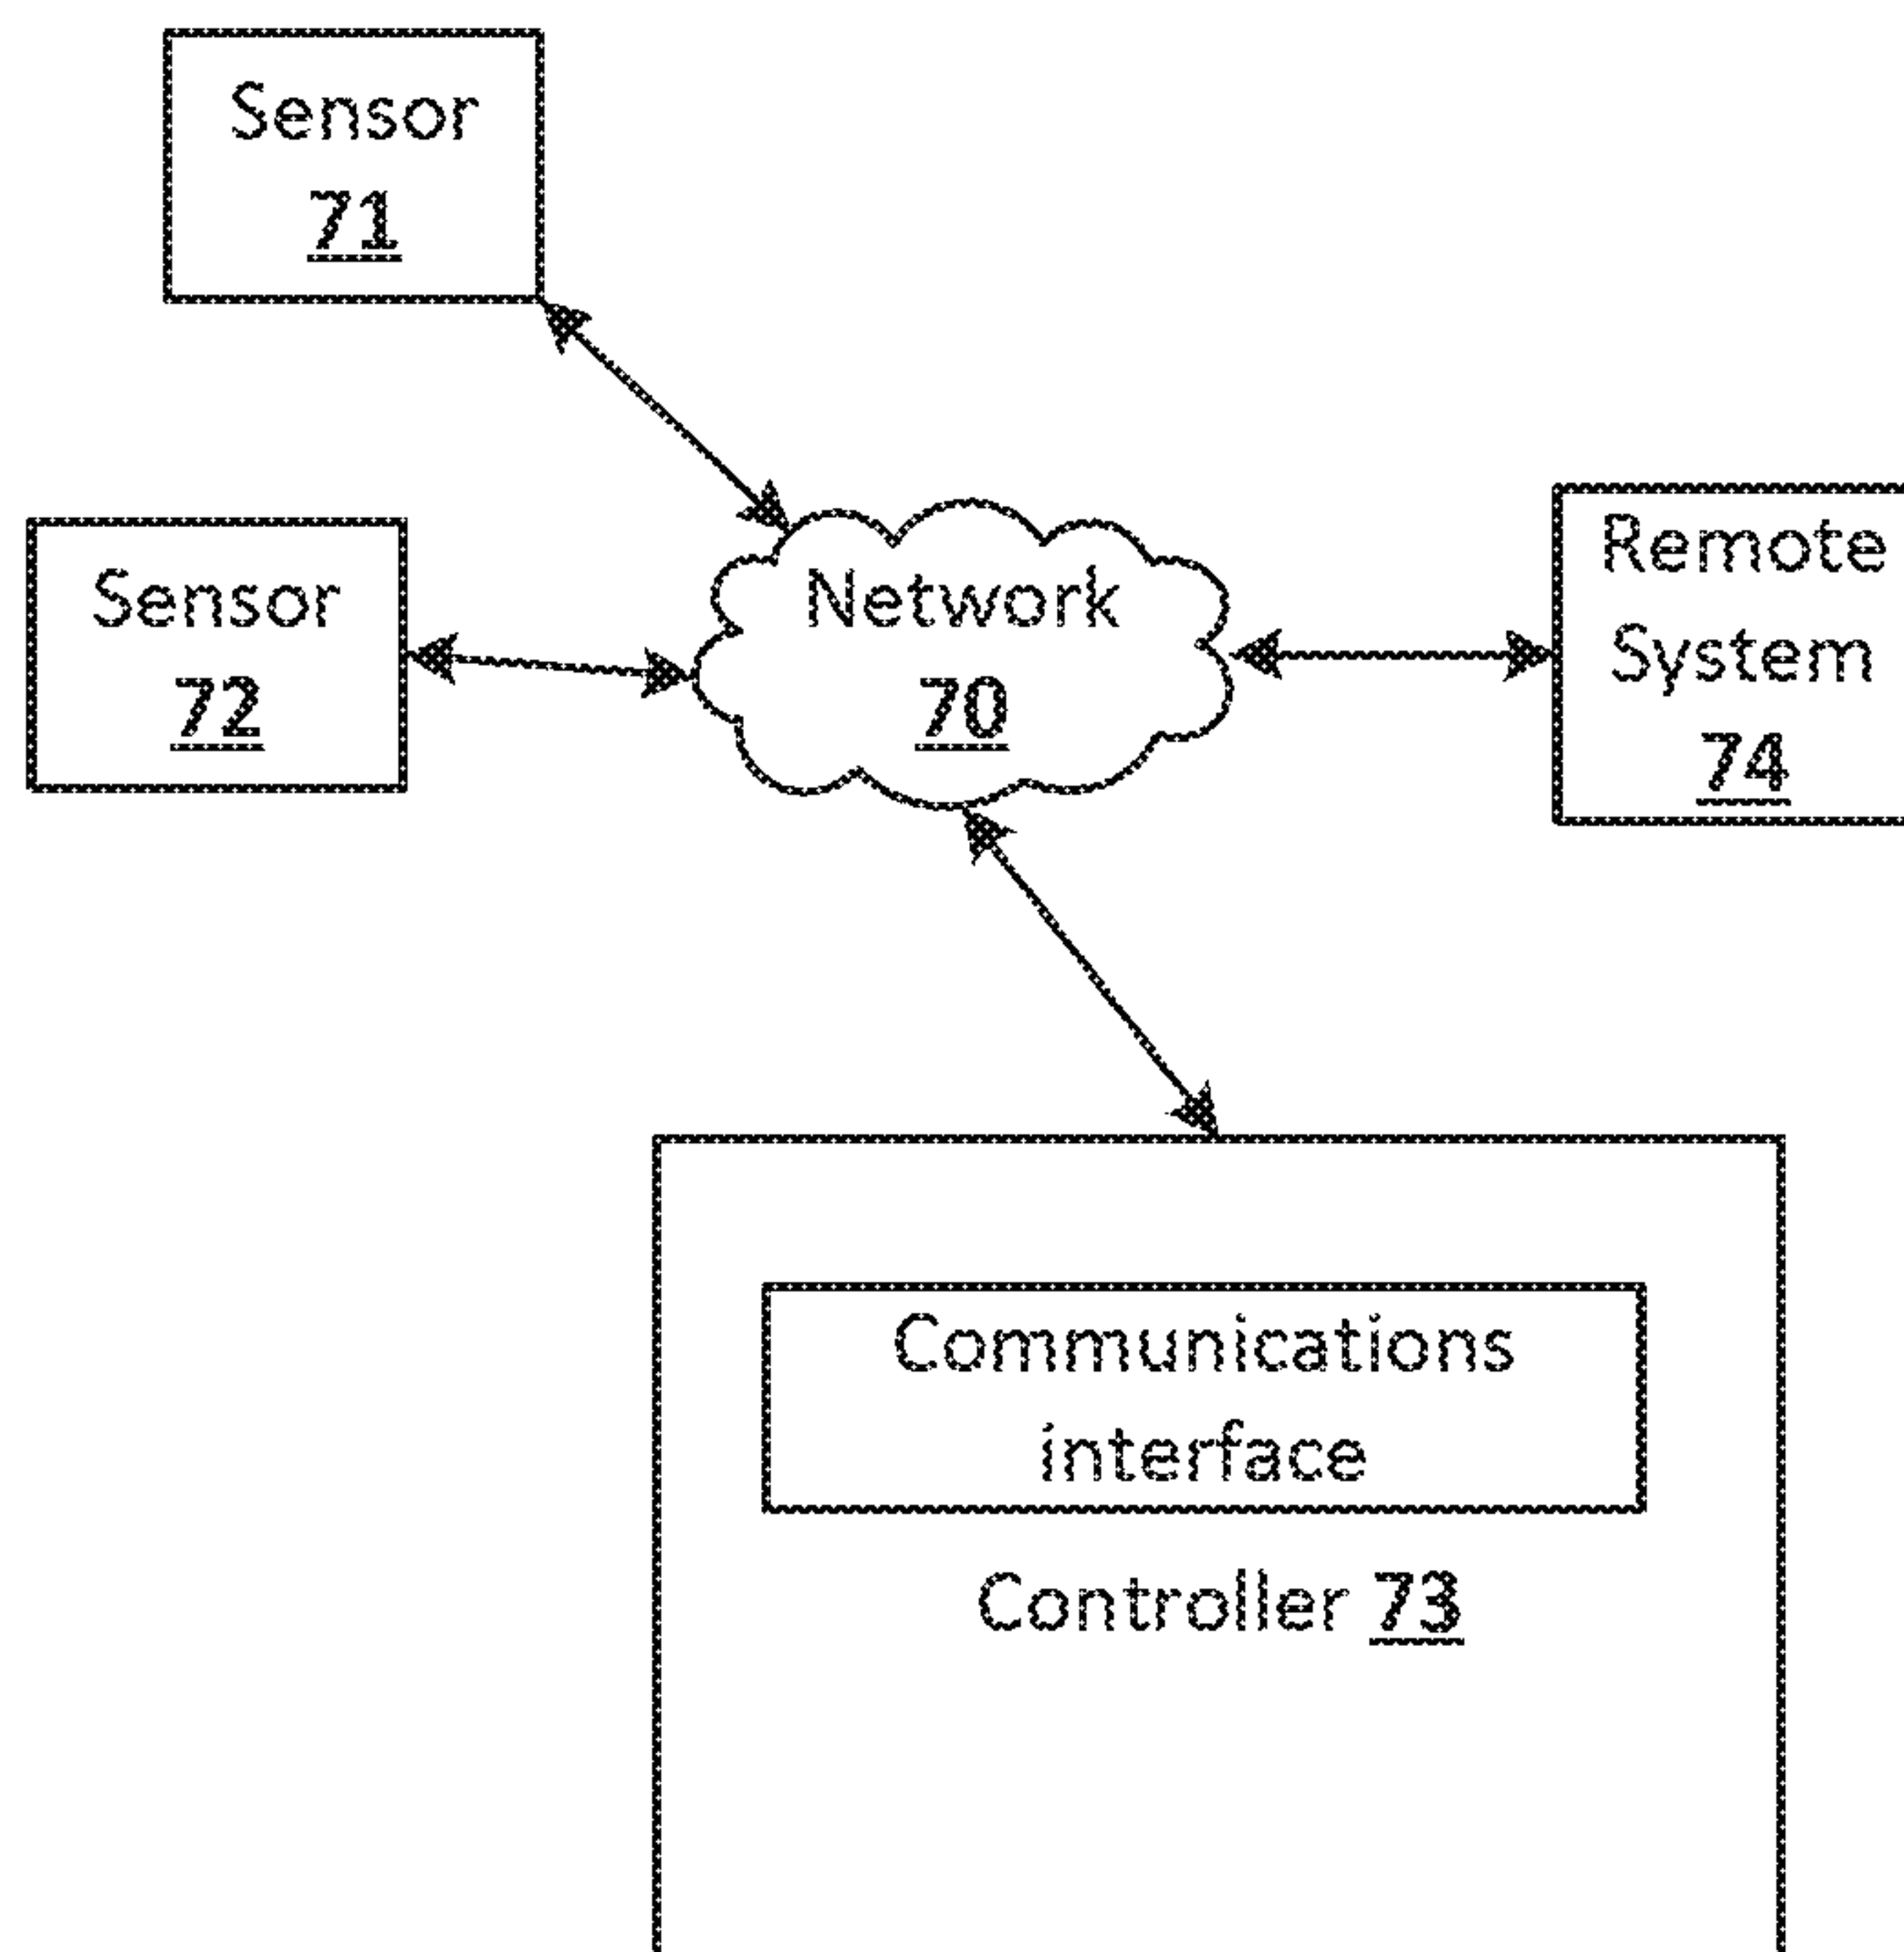 Sensor
71
Sensor
72
Network
70
Remote
System
74
Communications
interface
Controller 73